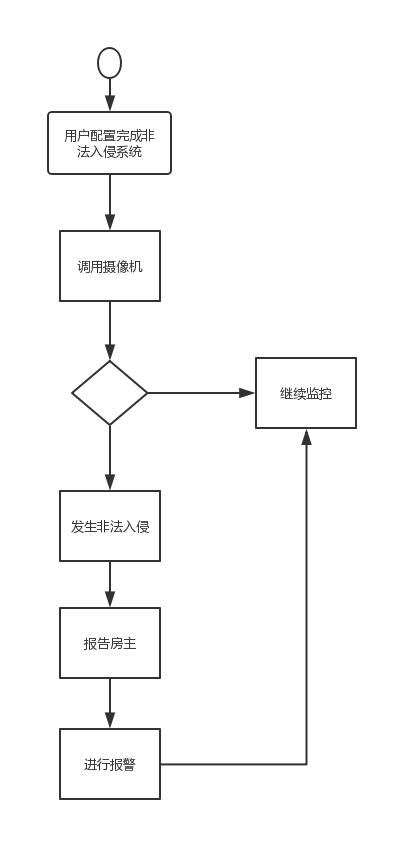 用户配置完成非
法入侵系统
调用摄像机
继续监控
发生非法入侵
报告房主
进行报警